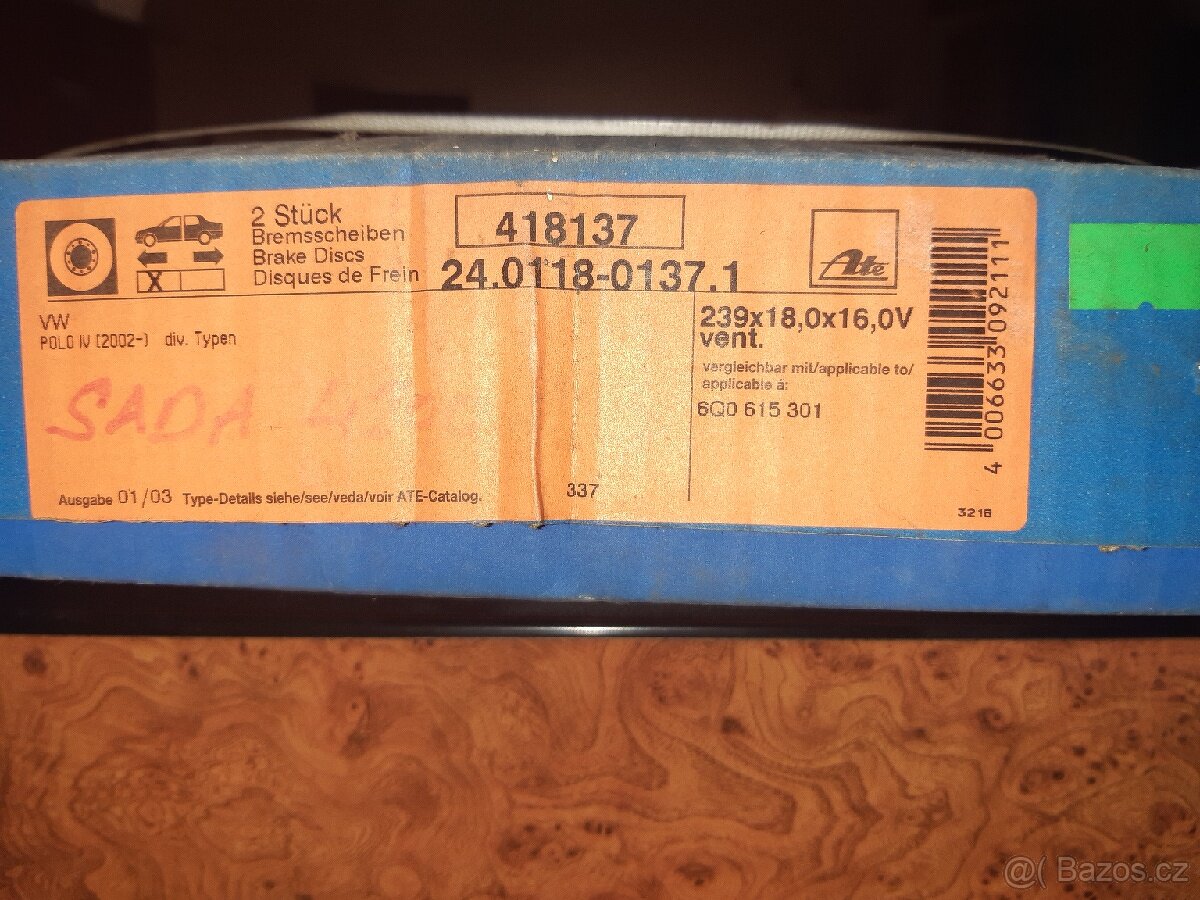 2 Stück
Bremsscheiben
Brake Discs
Disques de Frein
X
418137
24.0118-0137.1
Ate
VW
POLO IV (2002-) div. Typen
239x18,0x16,0V
vent.
vergleichbar mit/applicable to/
applicable á:
6Q0 615 301
SADA
Ausgabe 01/03 Type-Details siehe/see/veda/voir ATE-Catalog.
337
3218
4 006633 092111
@( Bazos.cz